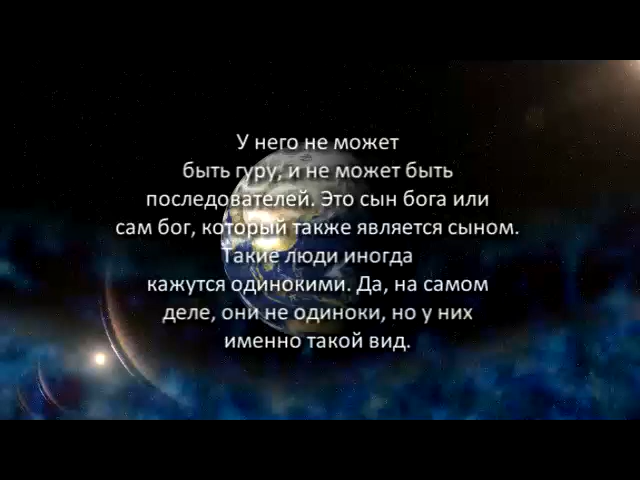 У него не может
быть гуру, и не может быть
последователей. Это сын бога или
сам бог, который также является сыном.
Такие люди иногда
кажутся одинокими. Да, на самом
деле, они не одиноки, но у них
именно такой вид.